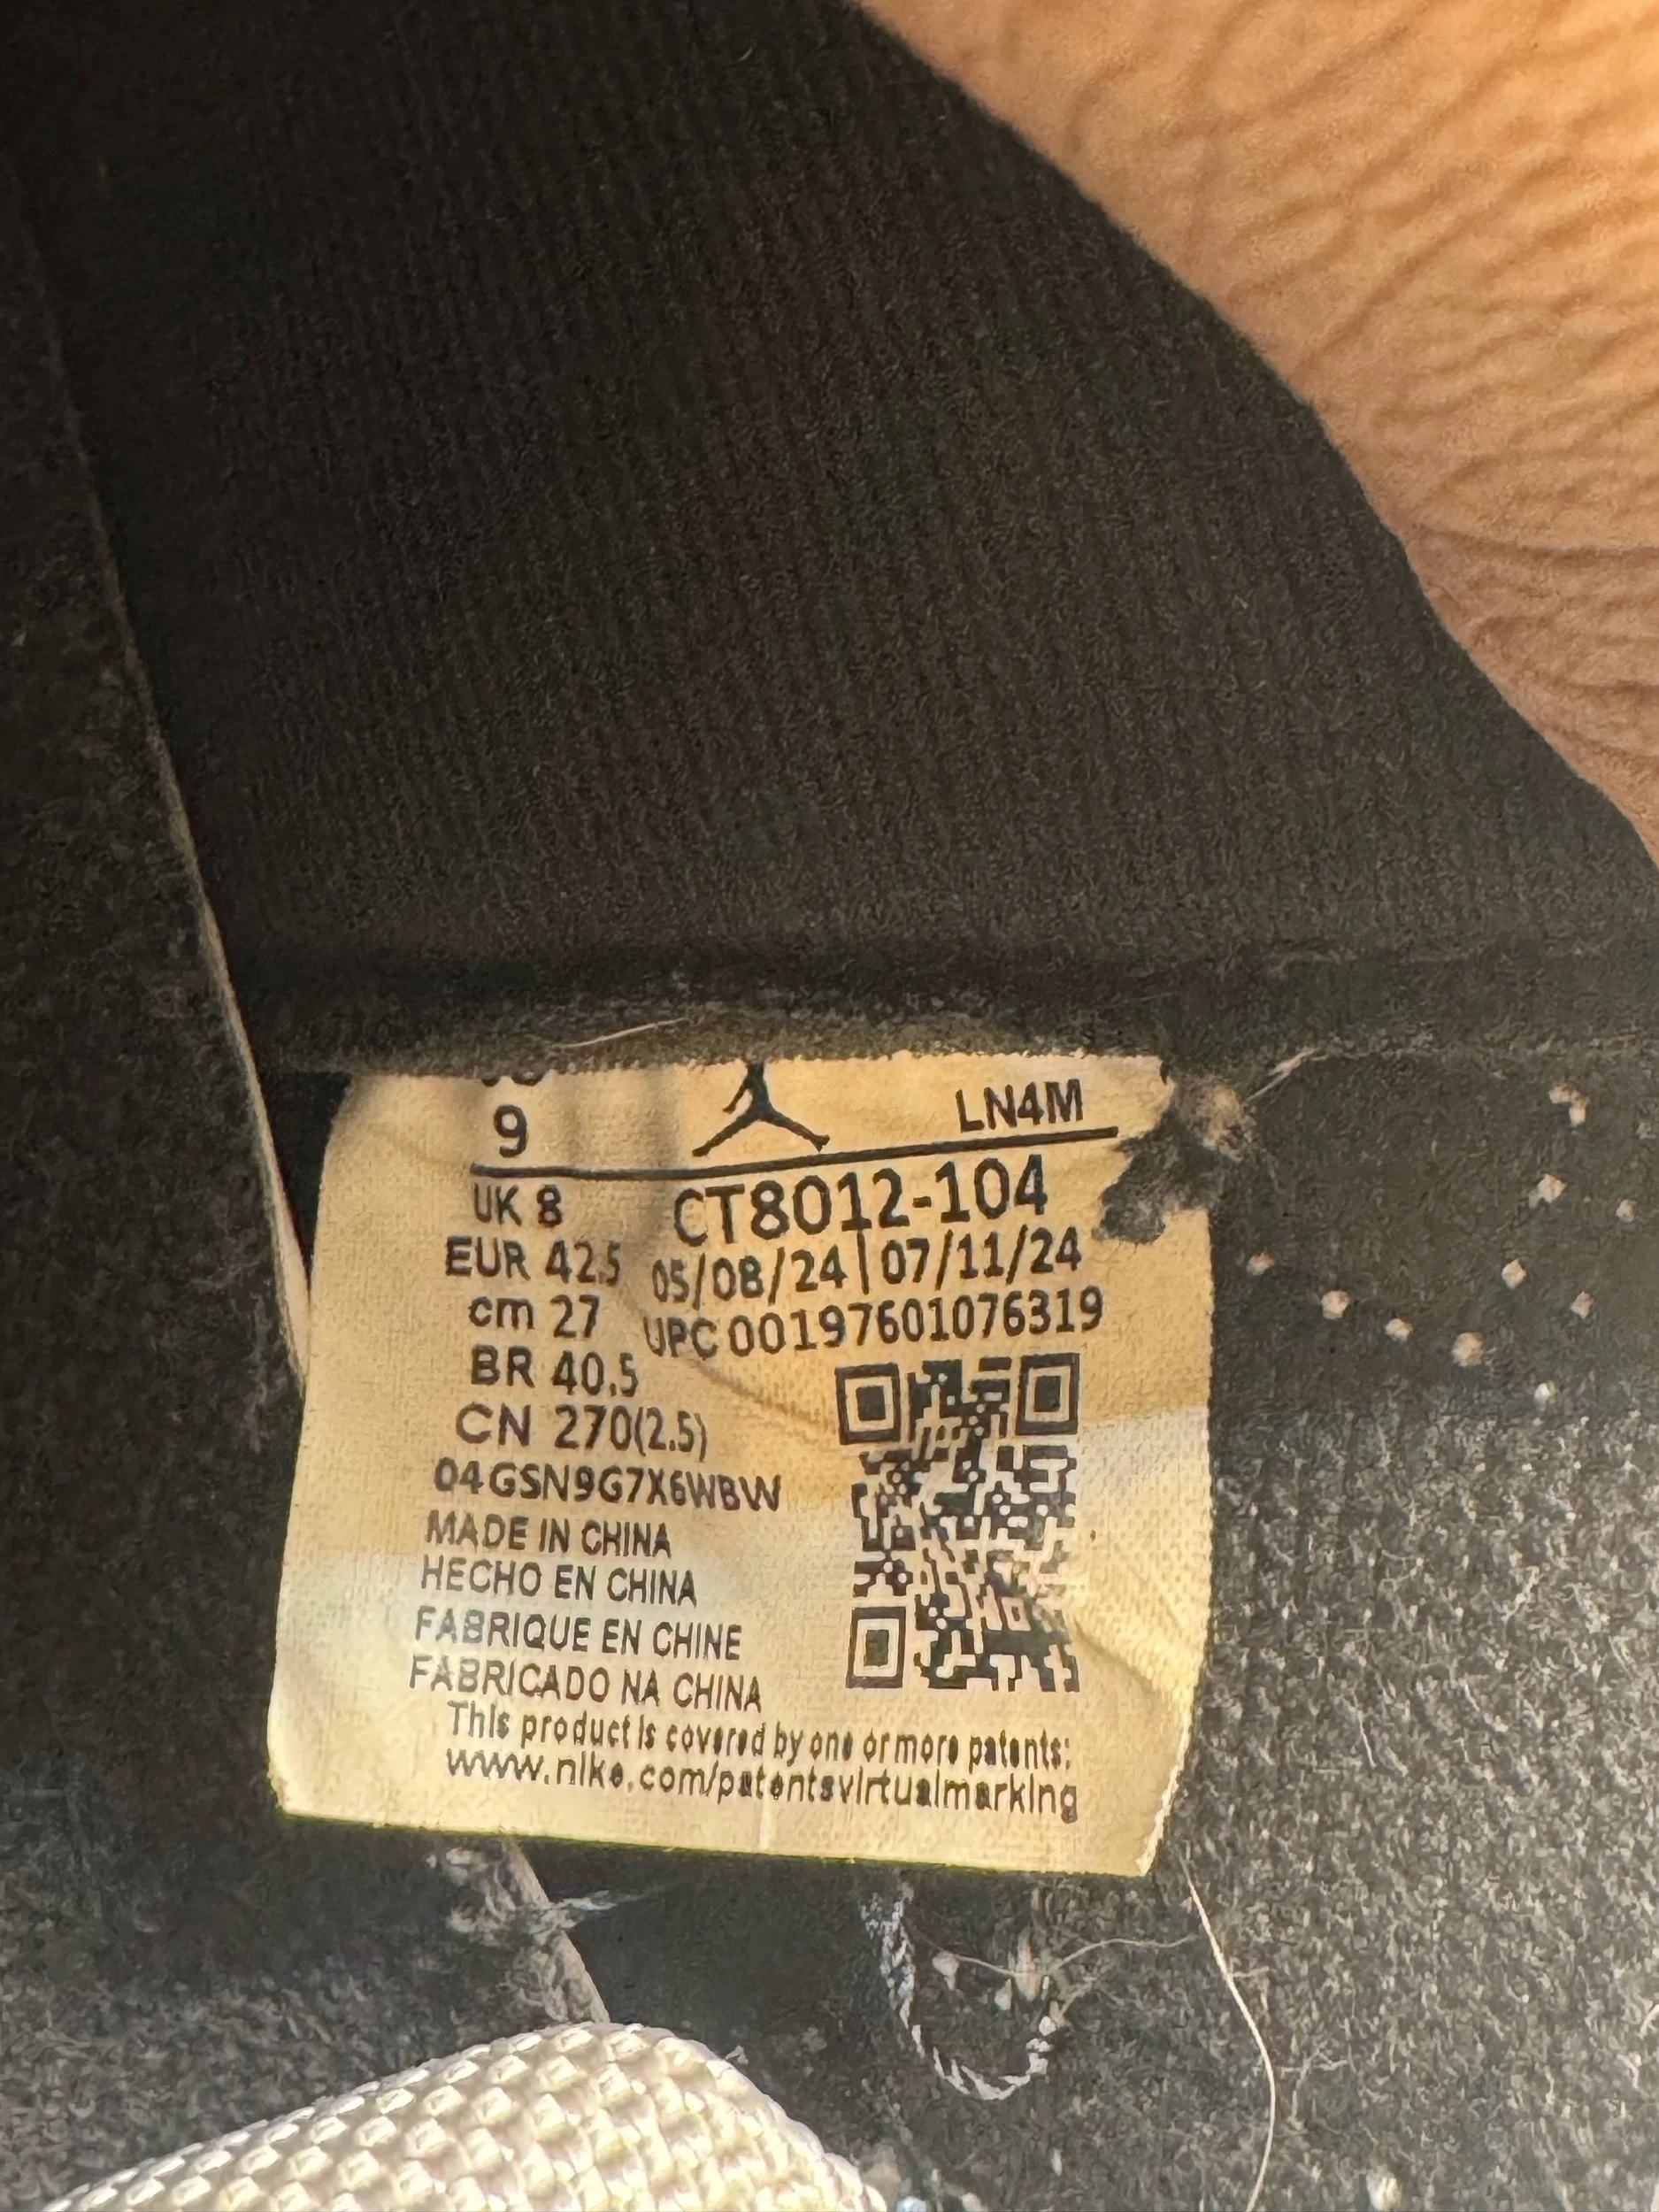 9
LN4M
UK 8
CT8012-104
EUR 42.5
05/08/24 | 07/11/24
cm 27
UPC 00197601076319
BR 40.5
CN 270(2.5)
04GSN9G7X6WBW
MADE IN CHINA
HECHO EN CHINA
FABRIQUE EN CHINE
FABRICADO NA CHINA
This product is covered by one or more patents:
www.nike.com/patentsvirtualmarking